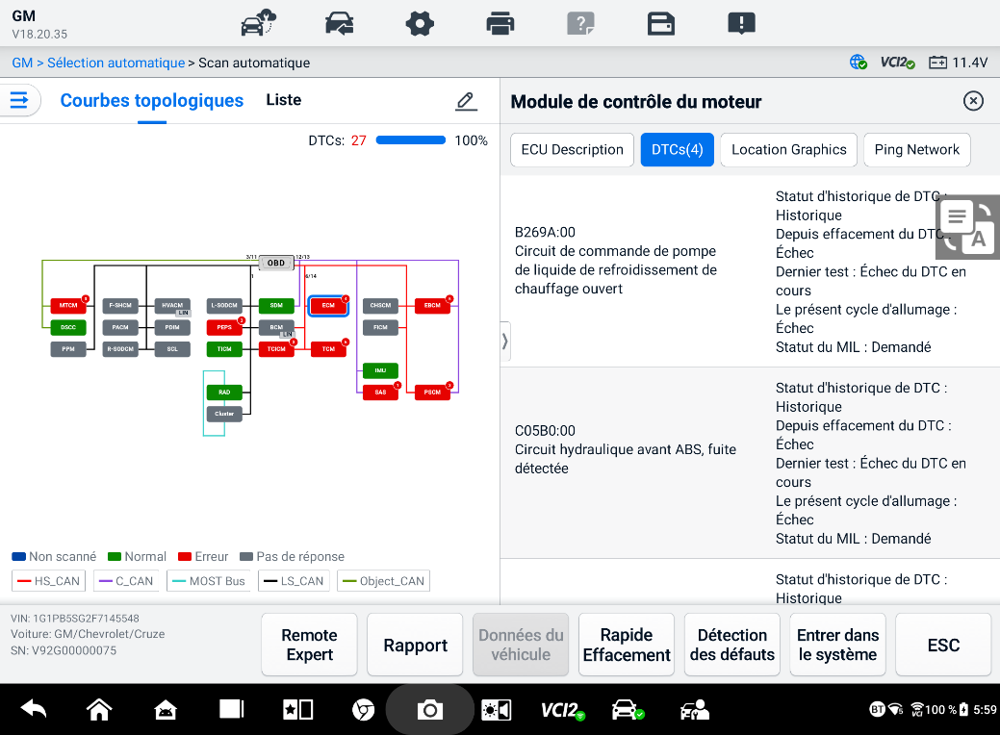 GM
V18.20.35
GM > Sélection automatique > Scan automatique
VCI2
11.4V
Courbes topologiques
Liste
DTCs: 27
100%
3/11
OBD
12/13
1
6/14
MTCM
F-SHCM
HVACM
L-SODCM
SDM
ECM
CHSCM
EBCM
LIN
DSCC
PACM
PDIM
PEPS
BCM
FICM
LIN
PPM
R-SODCM
SCL
TICM
TCICM
TCM
IMU
RAD
SAS
PSCM
Cluster
Non scanné
Normal
Erreur
Pas de réponse
HS_CAN
C_CAN
MOST Bus
LS_CAN
Object_CAN
Module de contrôle du moteur
ECU Description
DTCs(4)
Location Graphics
Ping Network
B269A:00
Circuit de commande de pompe
de liquide de refroidissement de
chauffage ouvert
Statut d'historique de DTC :
Historique
Depuis effacement du DTC :
Échec
Dernier test : Échec du DTC en
cours
Le présent cycle d'allumage :
Échec
Statut du MIL : Demandé
C05B0:00
Circuit hydraulique avant ABS, fuite
détectée
Statut d'historique de DTC :
Historique
Depuis effacement du DTC :
Échec
Dernier test : Échec du DTC en
cours
Le présent cycle d'allumage :
Échec
Statut du MIL : Demandé
Statut d'historique de DTC :
Historique
A
VIN: 1G1PB5SG2F7145548
Voiture: GM/Chevrolet/Cruze
SN: V92G00000075
Remote
Expert
Rapport
Données du
véhicule
Rapide
Effacement
Détection
des défauts
Entrer dans
le système
ESC
VCI2
BT
100 %
5:59